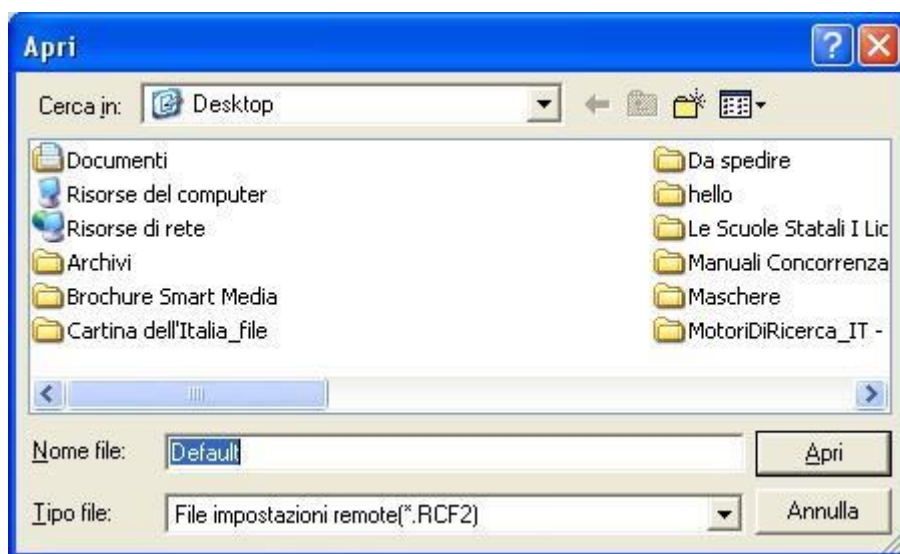 Apri
Cerca in: Desktop
Documenti
Risorse del computer
Risorse di rete
Archivi
Brochure Smart Media
Cartina dell'Italia_file
Da spedire
hello
Le Scuole Statali I Lic
Manuali Concorrenza
Maschere
MotoriDiRicerca_IT -
Nome file: Default Apri
Tipo file: File impostazioni remote(*.RCF2) Annulla